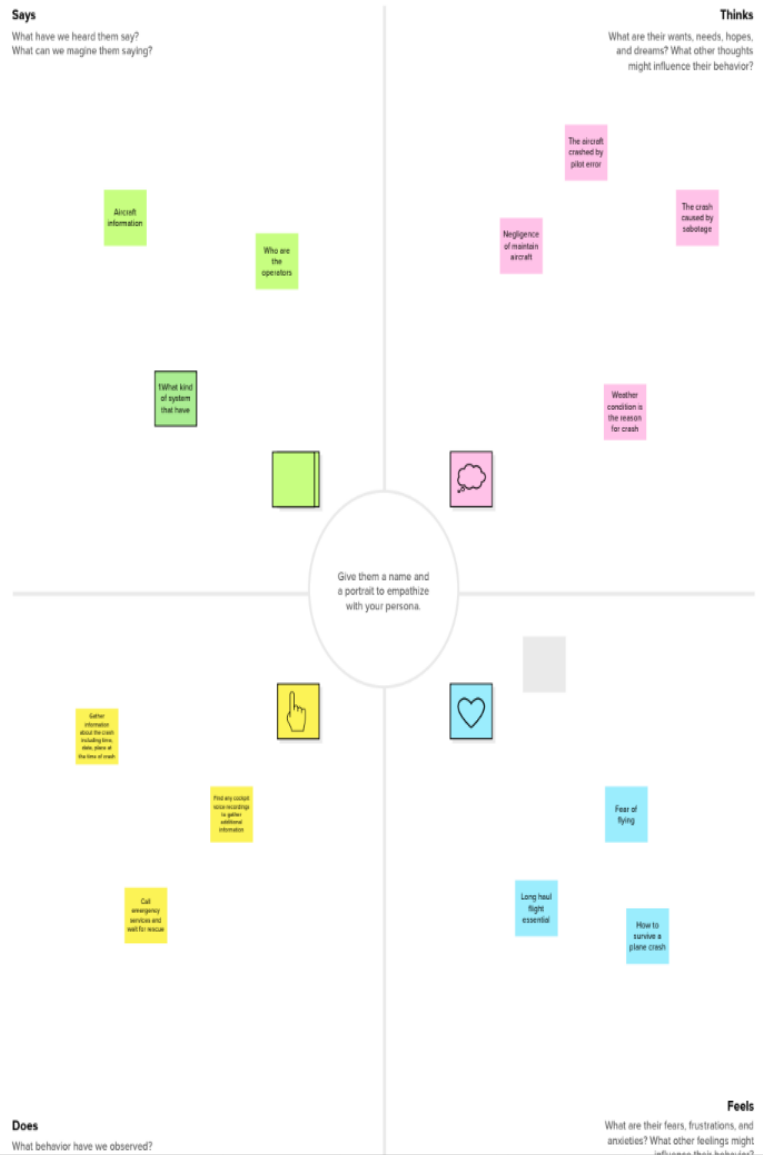 Says
What have we heard them say?
What can we magine them saying?
Thinks
What are their wants, needs, hopes,
and dreams? What other thoughts
might influence their behavior?
Aircraft
information
Who are
the
operators
1What kind
of system
that have
The aircraft
crashed by
pilot error
The crash
caused by
sabotage
Negligence
of maintain
aircraft
Weather
condition is
the reason
for crash
Give them a name and
a portrait to empathize
with your persona.
Gather
information
about the crash
including time,
date, place at
the time of crash
Find any cockpit
voice recordings
to gather
additional
information
Call
emergency
services and
wait for rescue
Fear of
flying
Long haul
flight
essential
How to
survive a
plane crash
Does
What behavior have we observed?
Feels
What are their fears, frustrations, and
anxieties? What other feelings might
influence their behavior?